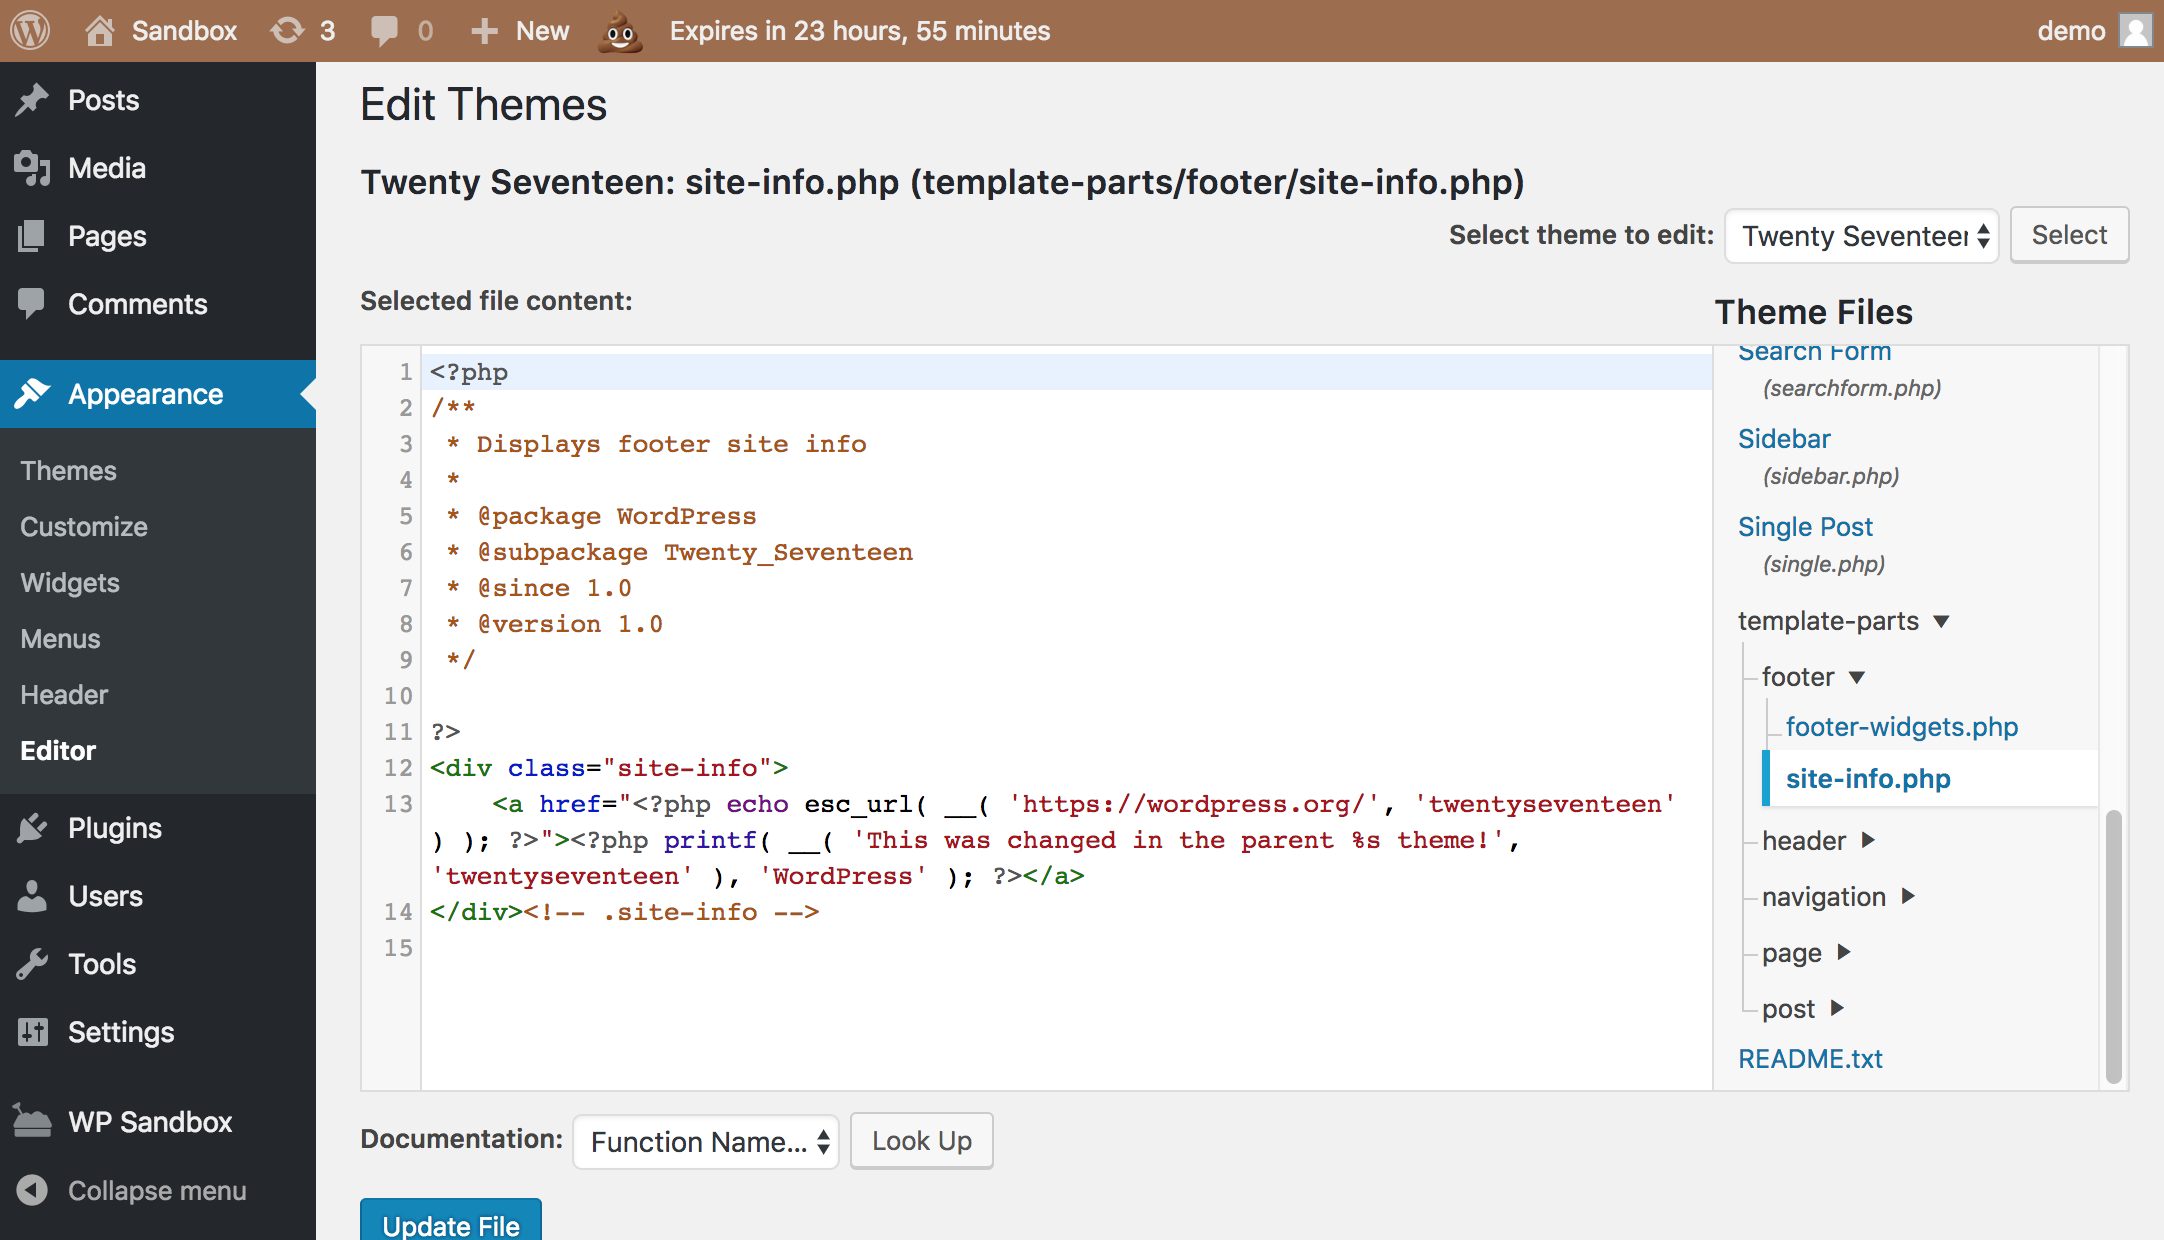 Sandbox 3 0 New Expires in 23 hours, 55 minutes demo
Posts
Media
Pages
Comments
Appearance
Themes
Customize
Widgets
Menus
Header
Editor
Plugins
Users
Tools
Settings
WP Sandbox
Collapse menu
Edit Themes
Twenty Seventeen: site-info.php (template-parts/footer/site-info.php)
Select theme to edit: Twenty Seventeen Select
Selected file content:
1 <?php
2 /**
3  * Displays footer site info
4  *
5  * @package WordPress
6  * @subpackage Twenty_Seventeen
7  * @since 1.0
8  * @version 1.0
9  */
10
11 ?>
12 <div class="site-info">
13     <a href="<?php echo esc_url( __( 'https://wordpress.org/', 'twentyseventeen'
) ); ?>"><?php printf( __( 'This was changed in the parent %s theme!',
'twentyseventeen' ), 'WordPress' ); ?></a>
14 </div><!-- .site-info -->
15
Theme Files
Search Form
(searchform.php)
Sidebar
(sidebar.php)
Single Post
(single.php)
template-parts ▼
footer ▼
footer-widgets.php
site-info.php
header ▶
navigation ▶
page ▶
post ▶
README.txt
Documentation: Function Name... Look Up
Update File